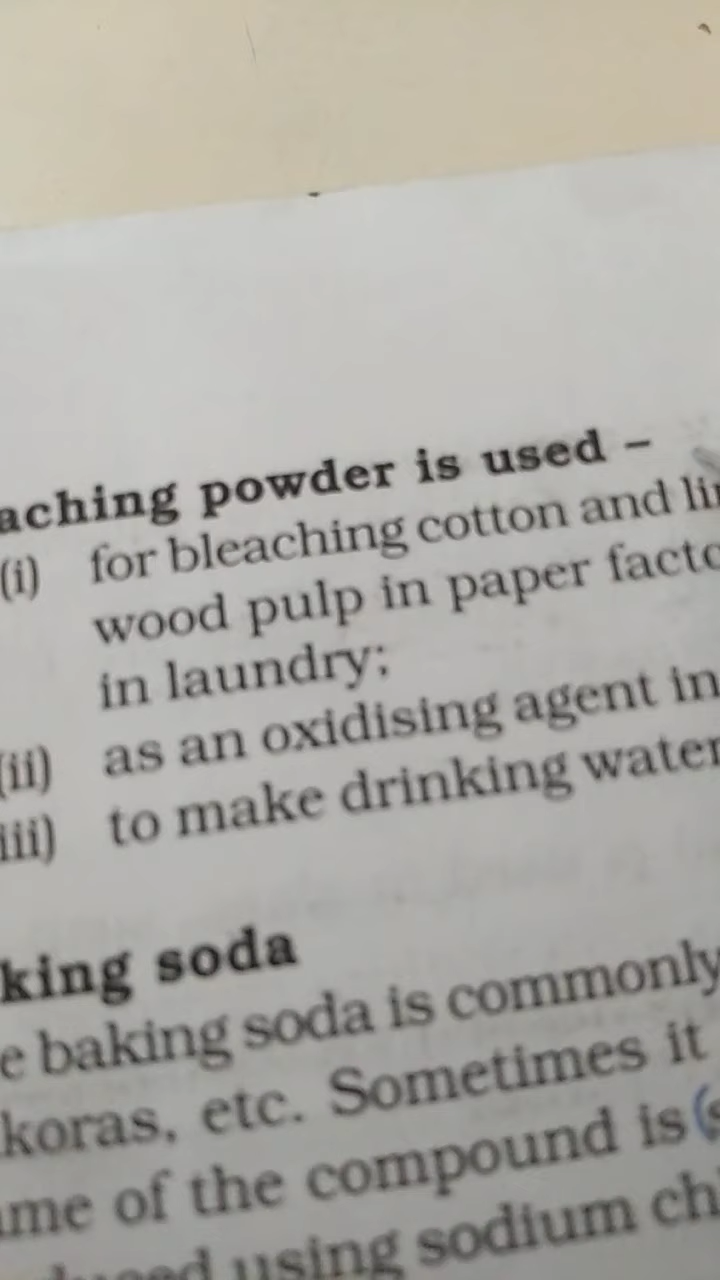 aching powder is used –
(i) for bleaching cotton and lin
wood pulp in paper facto
in laundry;
(ii) as an oxidising agent in
iii) to make drinking water
king soda
e baking soda is commonly
koras, etc. Sometimes it
me of the compound is (s
using sodium ch